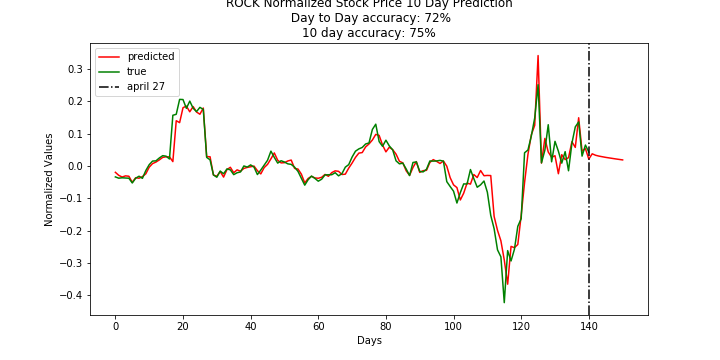 ROCK Normalized Stock Price 10 Day Prediction
Day to Day accuracy: 72%
10 day accuracy: 75%
predicted
true
april 27
Normalized Values
0.3
0.2
0.1
0.0
−0.1
−0.2
−0.3
−0.4
0 20 40 60 80 100 120 140
Days